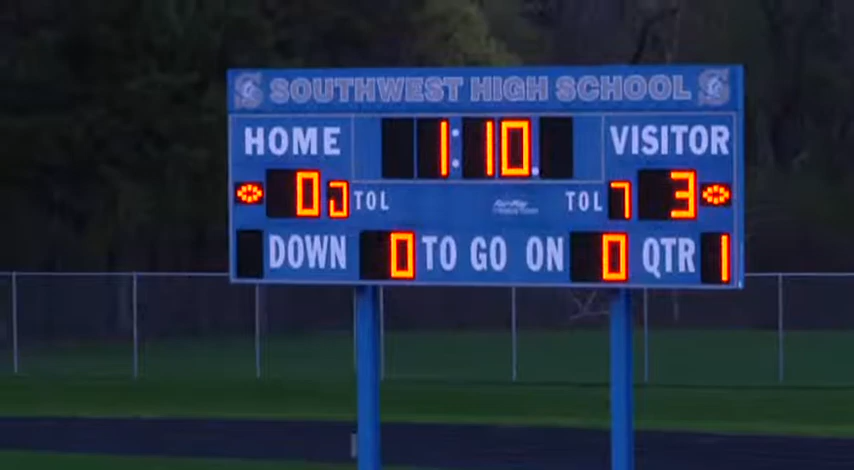 SOUTHWEST HIGH SCHOOL
HOME 1:10 VISITOR
0 TOL TOL 3
DOWN 0 TO GO ON 0 QTR 1